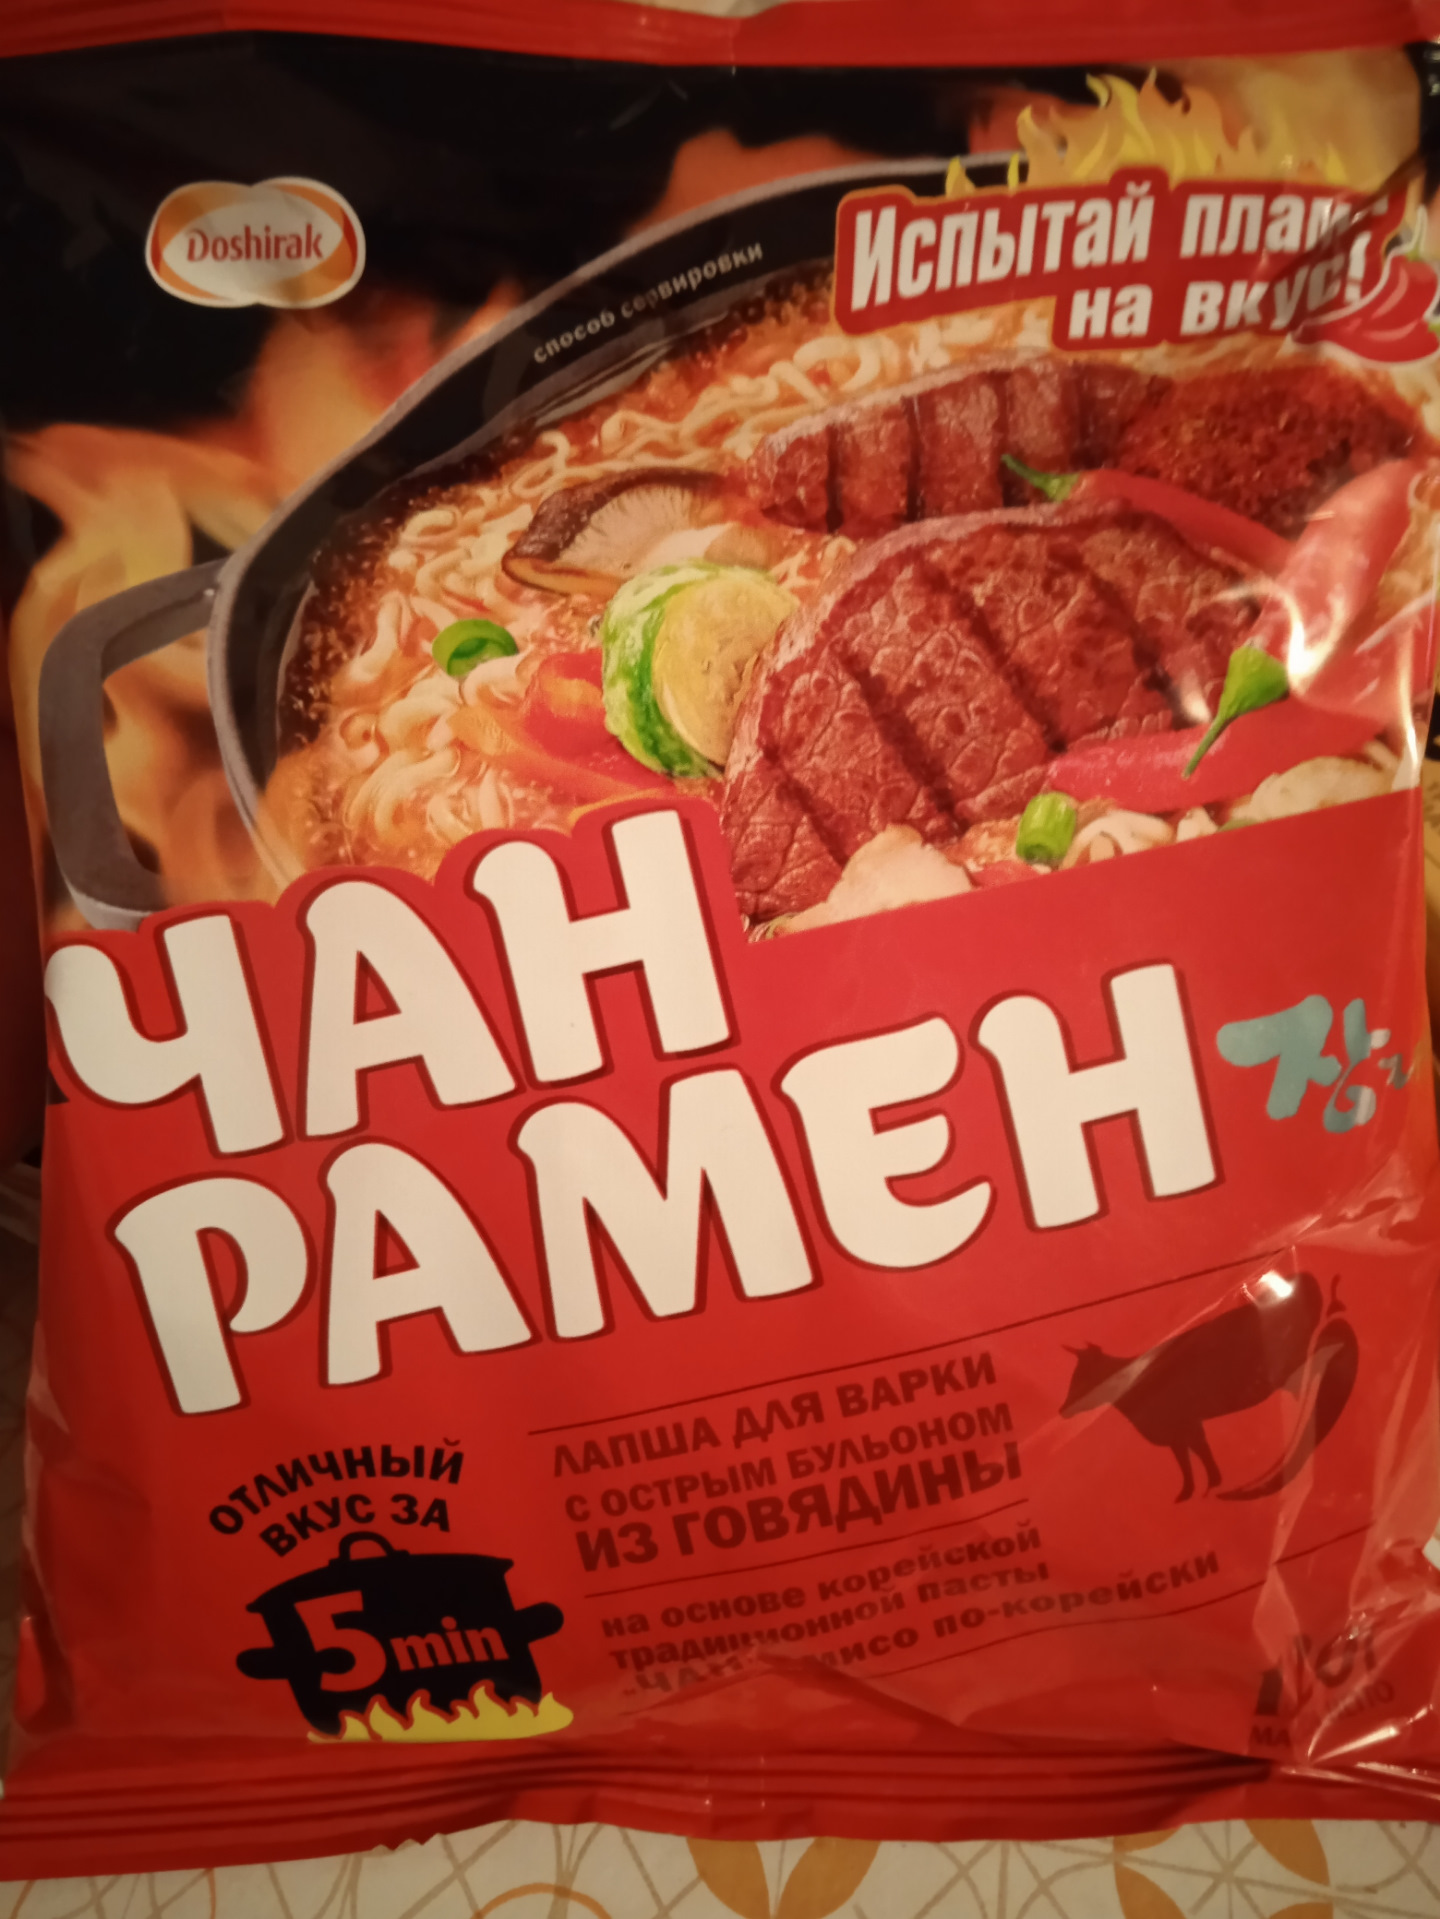 Doshirak
способ сервировки
Испытай
на вкус!
ЧАН
РАМЕН
장
ЛАПША ДЛЯ ВАРКИ
С ОСТРЫМ БУЛЬОНОМ
ИЗ ГОВЯДИНЫ
ОТЛИЧНЫЙ
ВКУС ЗА
5 min
на основе корейской
традиционной пасты
мисо по-корейски